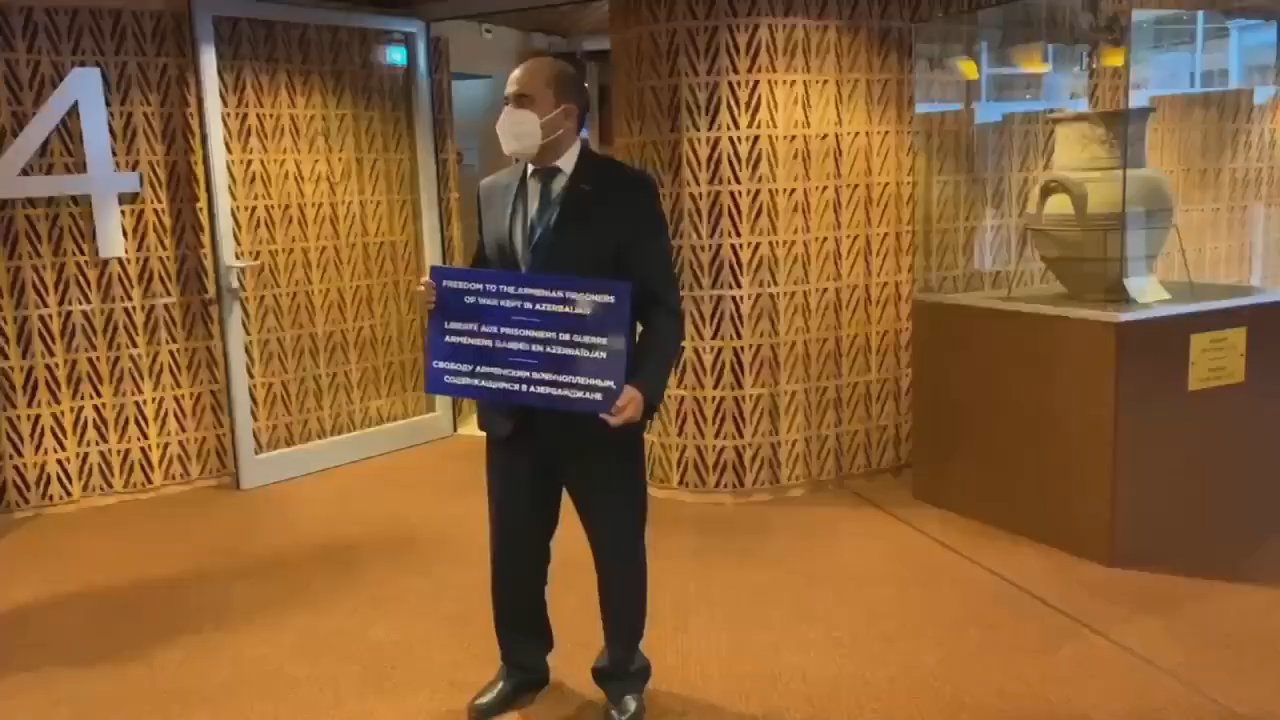 4
FREEDOM TO THE ARMENIAN PRISONERS
OF WAR KEPT IN AZERBAIJAN
LIBERTÉ AUX PRISONNIERS DE GUERRE
ARMÉNIENS GARDÉS EN AZERBAÏDJAN
СВОБОДУ АРМЯНСКИМ ВОЕННОПЛЕННЫМ,
СОДЕРЖАЩИМСЯ В АЗЕРБАЙДЖАНЕ